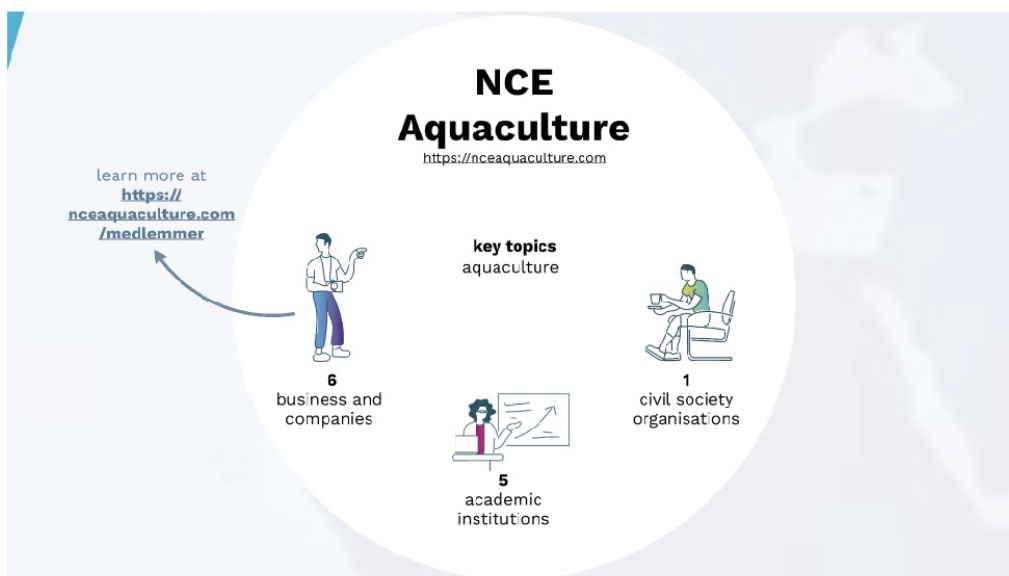 NCE
Aquaculture
https://nceaquaculture.com
learn more at
https://
nceaquaculture.com
/medlemmer
key topics
aquaculture
6
business and
companies
1
civil society
organisations
5
academic
institutions